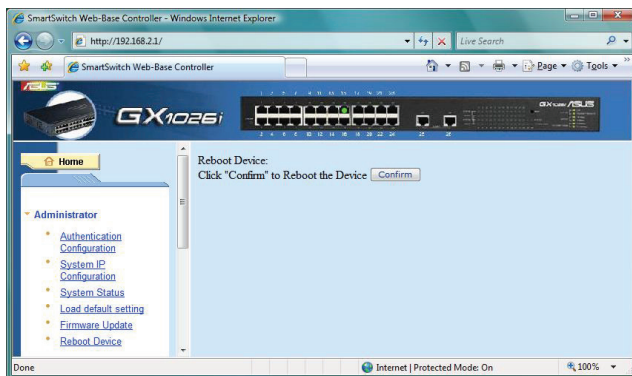 SmartSwitch Web-Base Controller - Windows Internet Explorer
http://192.168.2.1/
Live Search
SmartSwitch Web-Base Controller
Page
Tools
ASUS
GX1026i
ASUS
Home
Administrator
Authentication
Configuration
System IP
Configuration
System Status
Load default setting
Firmware Update
Reboot Device
Reboot Device:
Click "Confirm" to Reboot the Device Confirm
Done
Internet | Protected Mode: On
100%